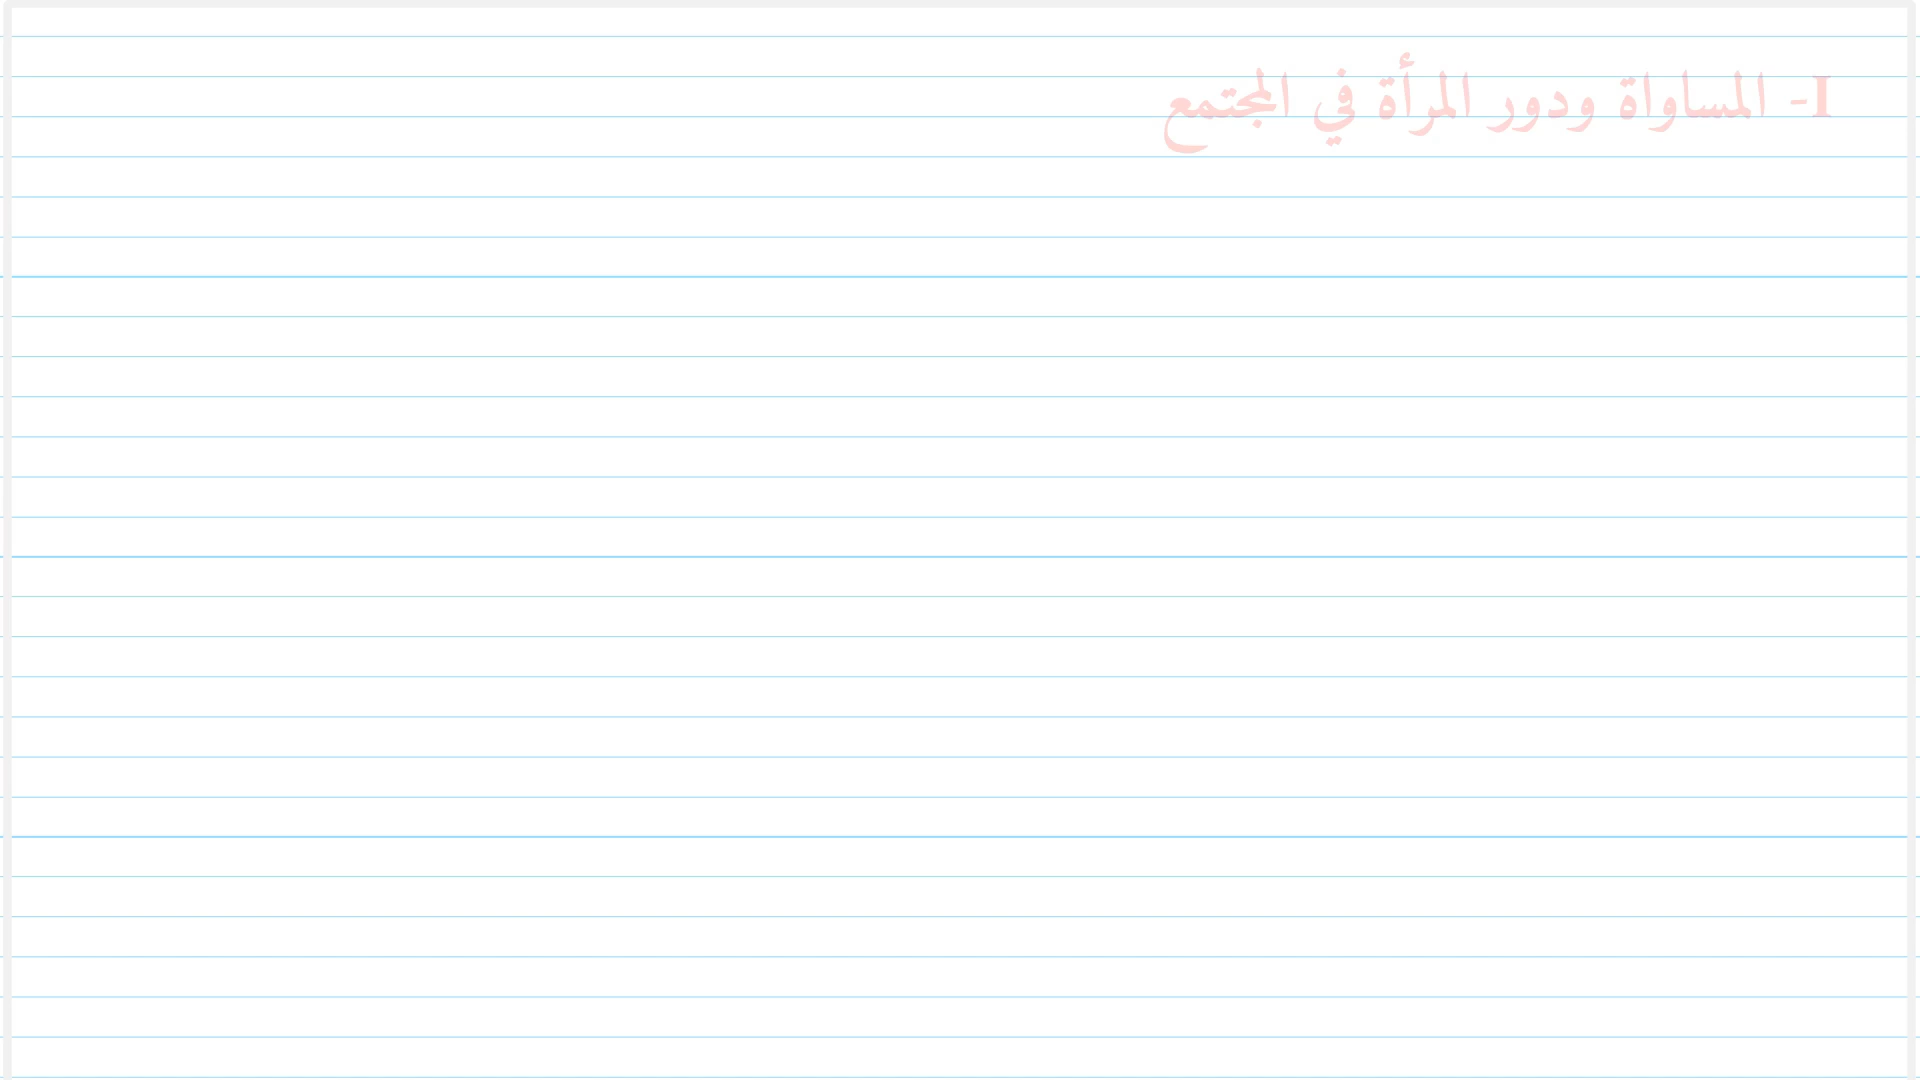 I- المساواة ودور المرأة في المجتمع